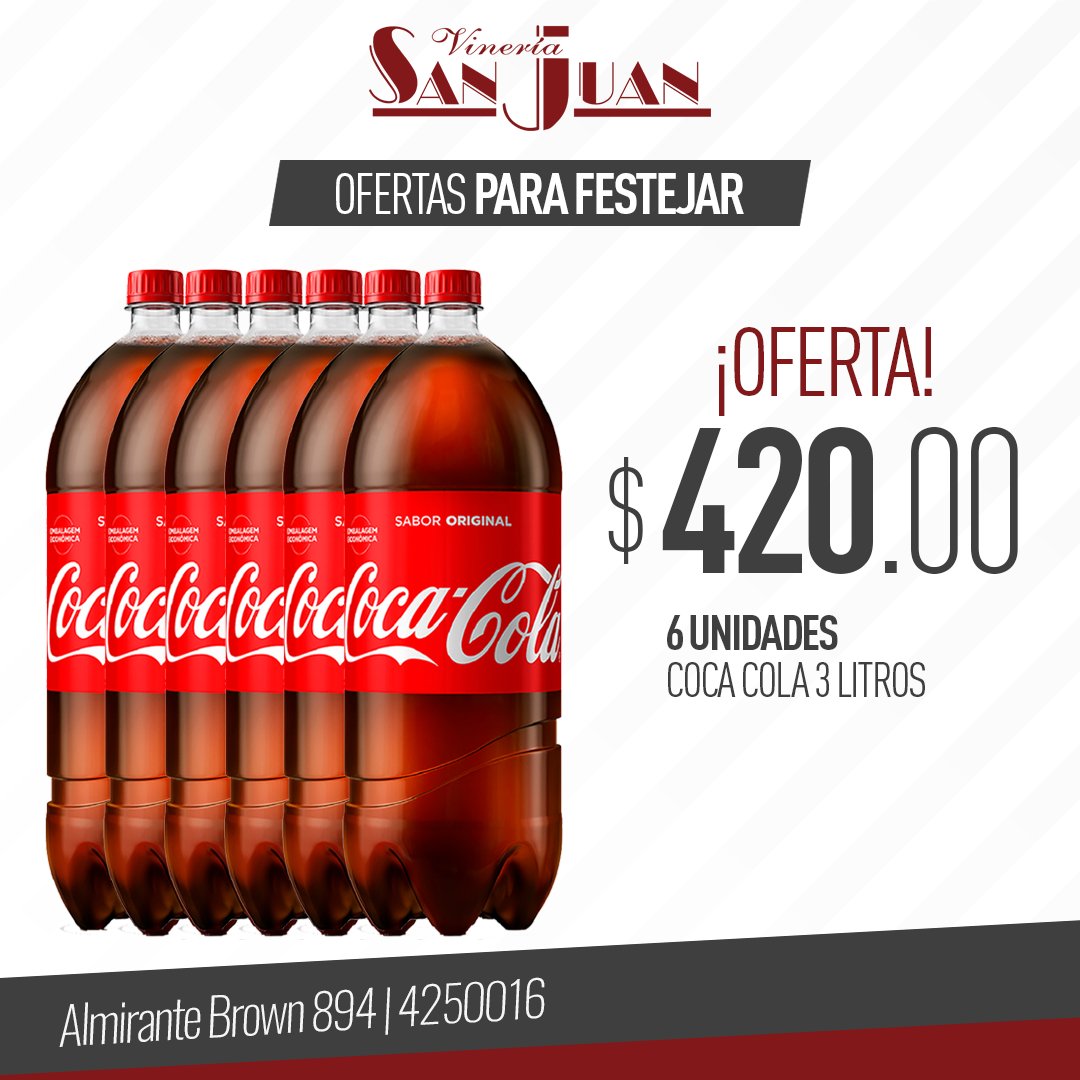 Vinería
SAN JUAN
OFERTAS PARA FESTEJAR
¡OFERTA!
$ 420.00
6 UNIDADES
COCA COLA 3 LITROS
SABOR ORIGINAL
EMBALAGEM
ECONÔMICA
Coca-Cola
Almirante Brown 894 | 4250016